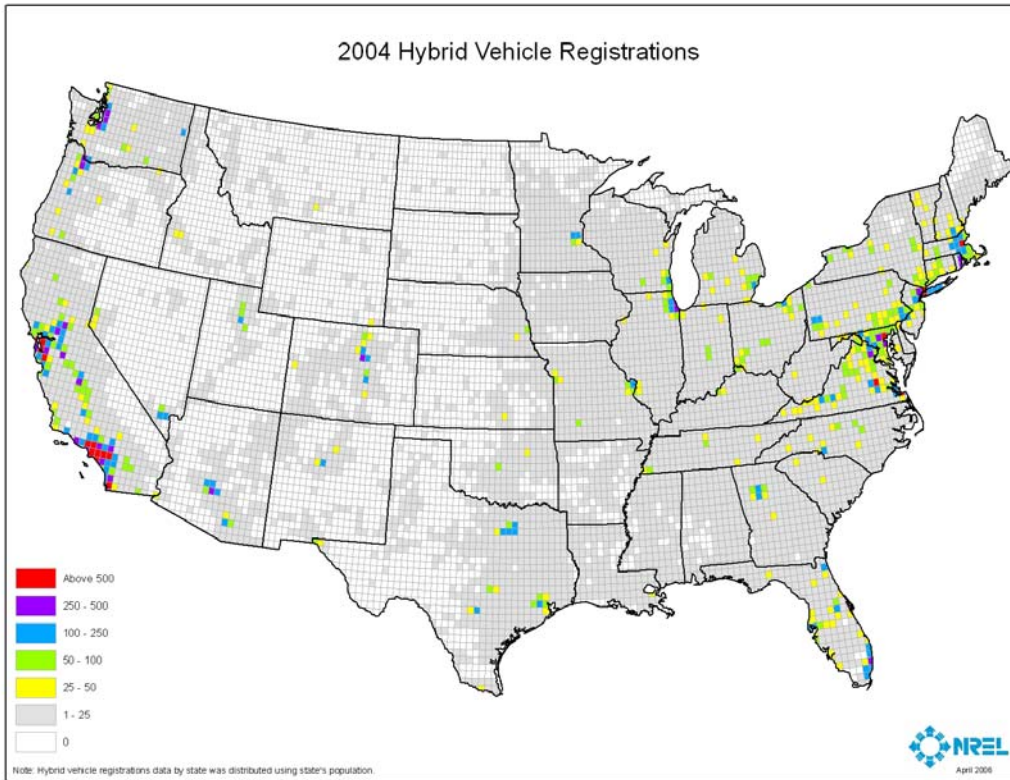 2004 Hybrid Vehicle Registrations
Above 500
250 - 500
100 - 250
50 - 100
25 - 50
1 - 25
0
Note: Hybrid vehicle registrations data by state was distributed using state's population.
NREL
April 2006